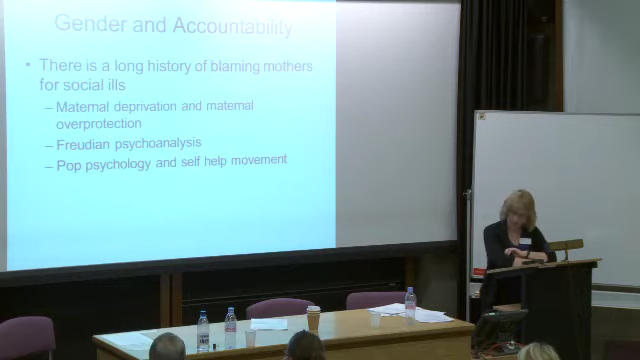 Gender and Accountability
• There is a long history of blaming mothers
for social ills
– Maternal deprivation and maternal
overprotection
– Freudian psychoanalysis
– Pop psychology and self help movement